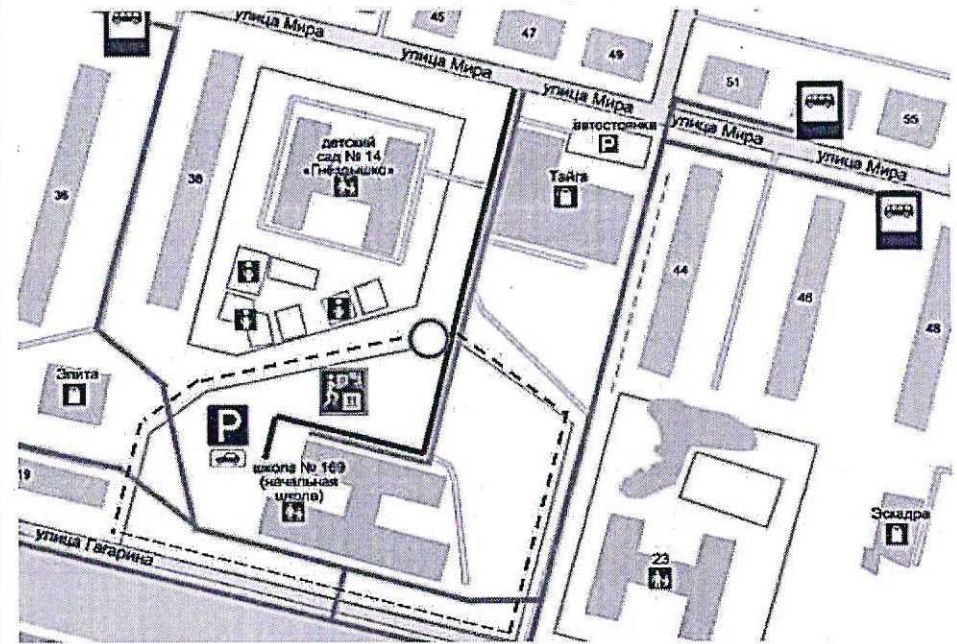 улица Мира
45
47
49
улица Мира
улица Мира
51
55
улица Мира
улица Мира
автостоянка
P
детский
сад № 14
«Гнёздышко»
Тайга
36
38
44
46
48
Элита
P
школа № 169
(начальная
школа)
19
улица Гагарина
23
Эскадра